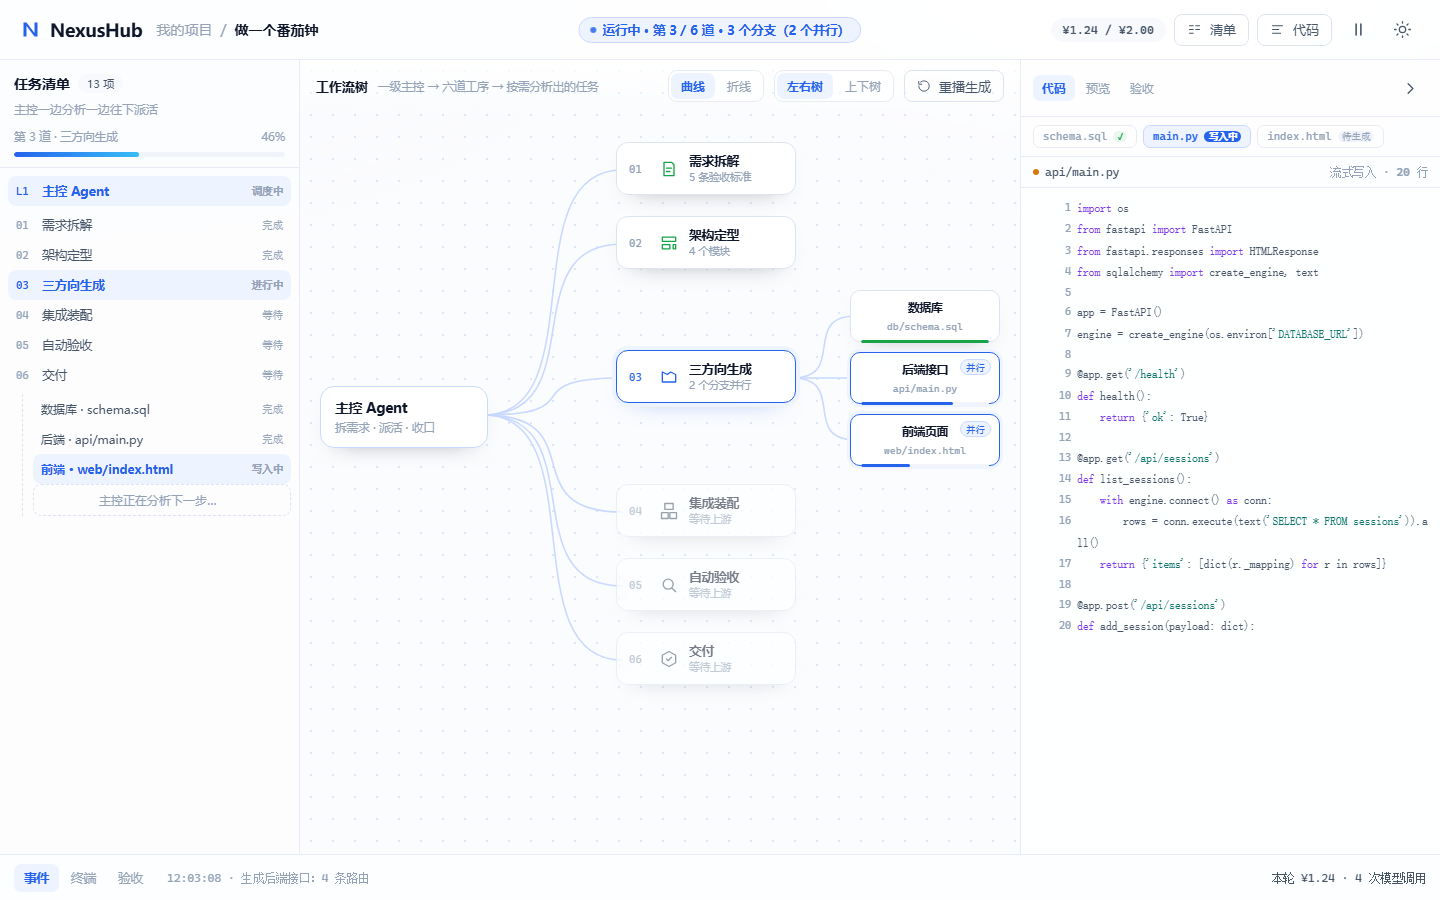 NexusHub 我的项目 / 做一个番茄钟
运行中 • 第 3 / 6 道 • 3 个分支（2 个并行）
¥1.24 / ¥2.00 清单 代码
任务清单 13 项
主控一边分析一边往下派活
第 3 道 · 三方向生成 46%
L1 主控 Agent 调度中
01 需求拆解 完成
02 架构定型 完成
03 三方向生成 进行中
04 集成装配 等待
05 自动验收 等待
06 交付 等待
数据库 · schema.sql 完成
后端 · api/main.py 完成
前端 • web/index.html 写入中
主控正在分析下一步...
工作流树 一级主控 → 六道工序 → 按需分析出的任务
曲线 折线 左右树 上下树 重播生成
主控 Agent
拆需求 · 派活 · 收口
01 需求拆解
5 条验收标准
02 架构定型
4 个模块
03 三方向生成
2 个分支并行
04 集成装配
等待上游
05 自动验收
等待上游
06 交付
等待上游
数据库
db/schema.sql
后端接口 并行
api/main.py
前端页面 并行
web/index.html
代码 预览 验收
schema.sql ✓ main.py 写入中 index.html 待生成
api/main.py 流式写入 · 20 行
1 import os
2 from fastapi import FastAPI
3 from fastapi.responses import HTMLResponse
4 from sqlalchemy import create_engine, text
5
6 app = FastAPI()
7 engine = create_engine(os.environ["DATABASE_URL"])
8
9 @app.get("/health")
10 def health():
11 return {"ok": True}
12
13 @app.get("/api/sessions")
14 def list_sessions():
15 with engine.connect() as conn:
16 rows = conn.execute(text("SELECT * FROM sessions")).a
ll()
17 return {"items": [dict(r._mapping) for r in rows]}
18
19 @app.post("/api/sessions")
20 def add_session(payload: dict):
事件 终端 验收 12:03:08 · 生成后端接口: 4 条路由
本轮 ¥1.24 · 4 次模型调用